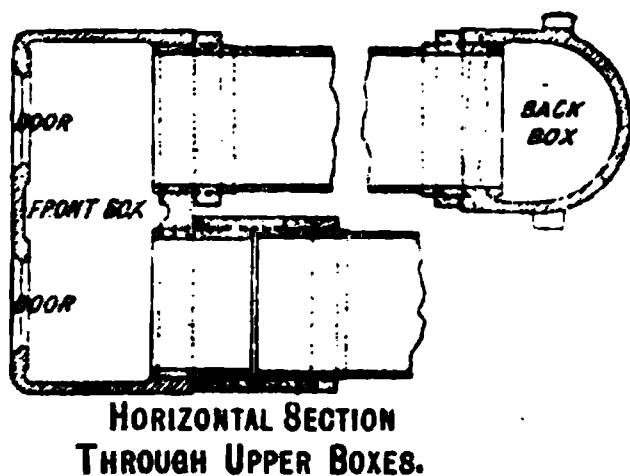 DOOR
BACK
BOX
FRONT BOX
DOOR
HORIZONTAL SECTION
THROUGH UPPER BOXES.